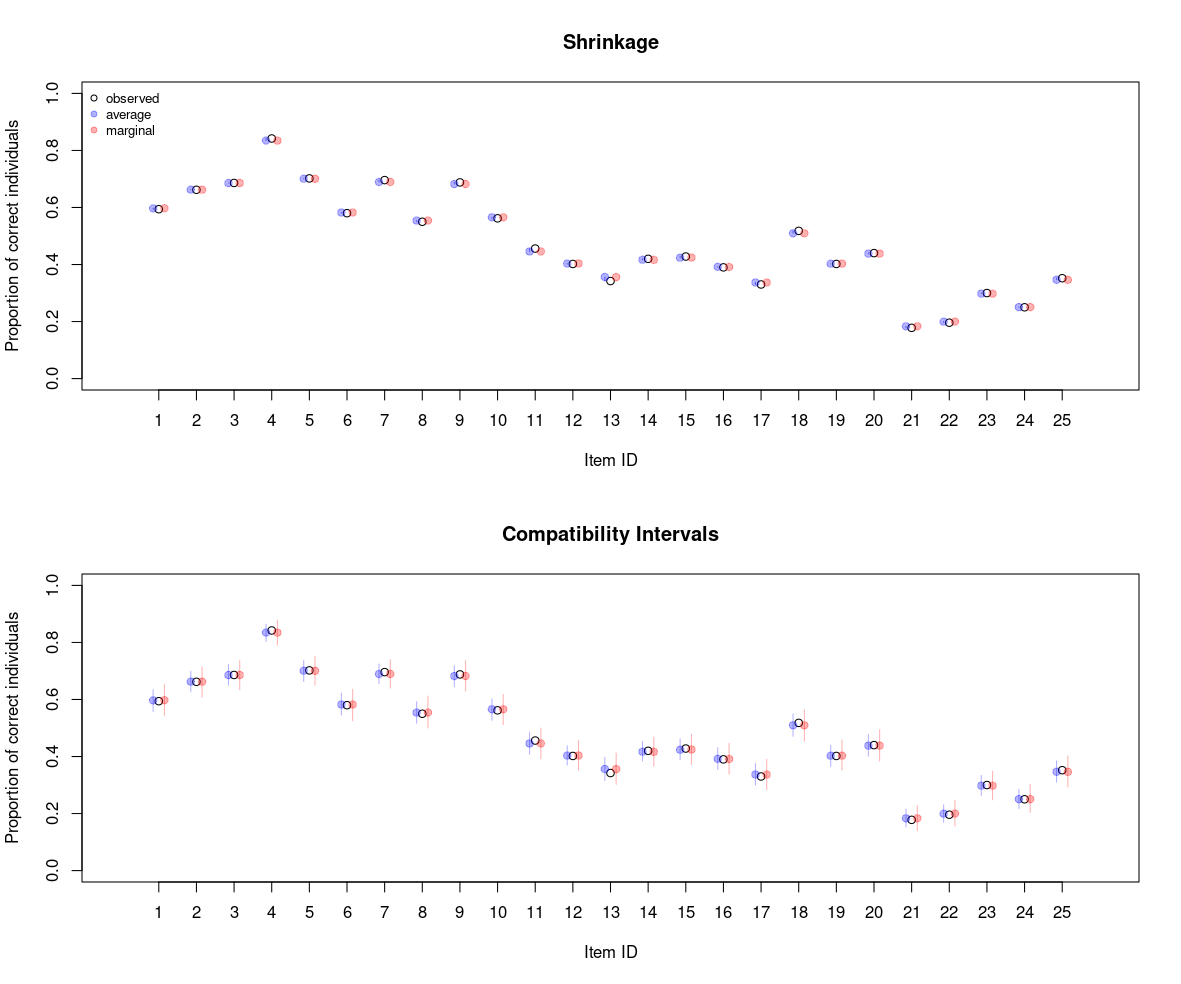 Shrinkage
Proportion of correct individuals
1.0
0.8
0.6
0.4
0.2
0.0
observed
average
marginal
1 2 3 4 5 6 7 8 9 10 11 12 13 14 15 16 17 18 19 20 21 22 23 24 25
Item ID
Compatibility Intervals
Proportion of correct individuals
1.0
0.8
0.6
0.4
0.2
0.0
1 2 3 4 5 6 7 8 9 10 11 12 13 14 15 16 17 18 19 20 21 22 23 24 25
Item ID